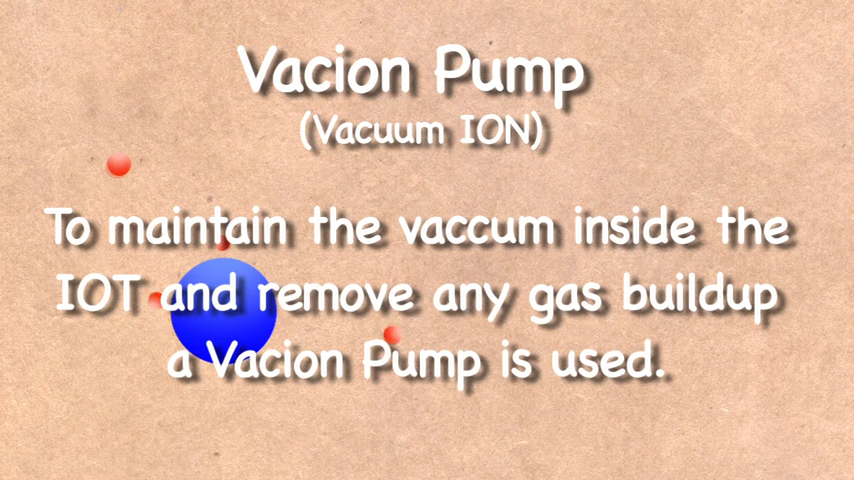 Vacion Pump
(Vacuum ION)
To maintain the vaccum inside the
IOT and remove any gas buildup
a Vacion Pump is used.